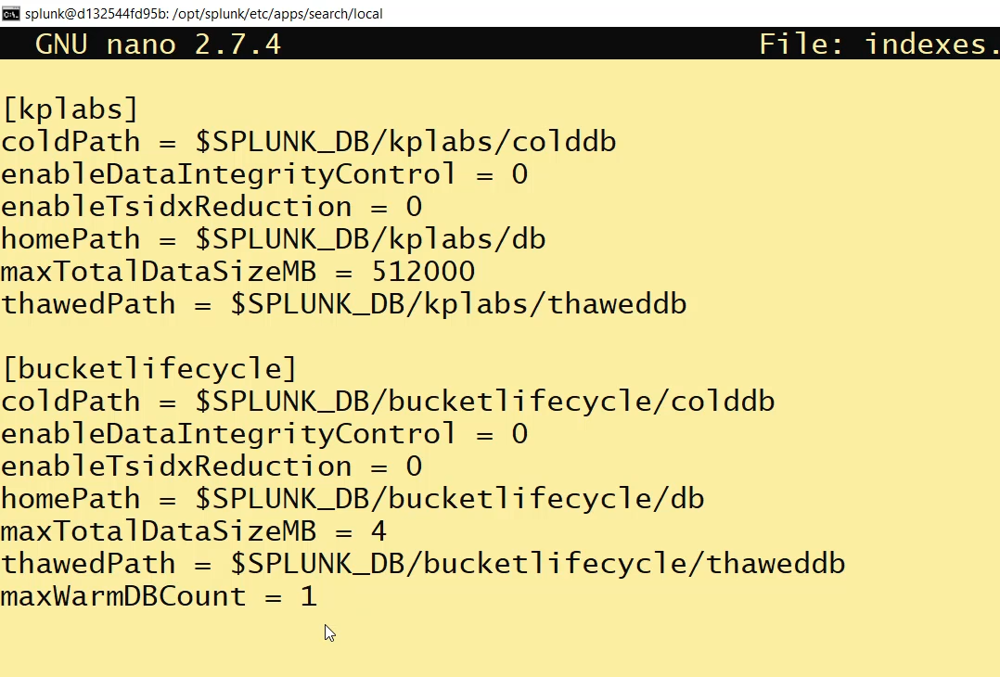 splunk@d132544fd95b: /opt/splunk/etc/apps/search/local
GNU nano 2.7.4 File: indexes.
[kplabs]
coldPath = $SPLUNK_DB/kplabs/colddb
enableDataIntegrityControl = 0
enableTsidxReduction = 0
homePath = $SPLUNK_DB/kplabs/db
maxTotalDataSizeMB = 512000
thawedPath = $SPLUNK_DB/kplabs/thaweddb
[bucketlifecycle]
coldPath = $SPLUNK_DB/bucketlifecycle/colddb
enableDataIntegrityControl = 0
enableTsidxReduction = 0
homePath = $SPLUNK_DB/bucketlifecycle/db
maxTotalDataSizeMB = 4
thawedPath = $SPLUNK_DB/bucketlifecycle/thaweddb
maxWarmDBCount = 1